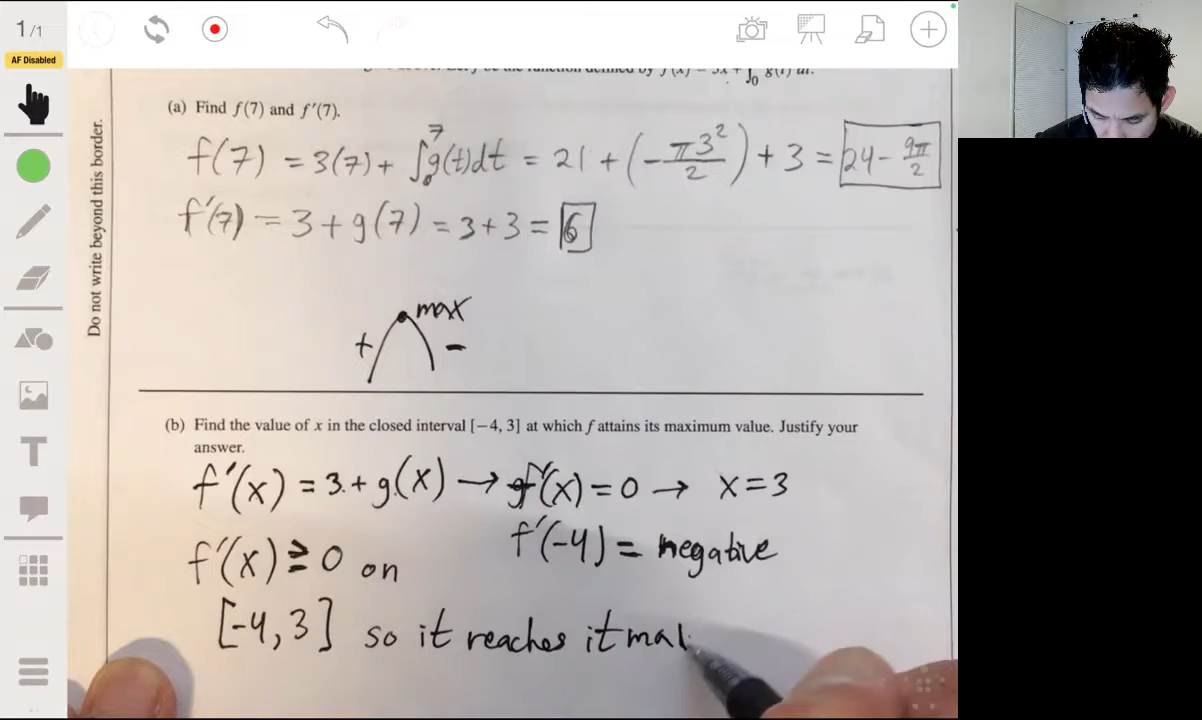 1/1
AF Disabled
T
Do not write beyond this border.
(a) Find f(7) and f′(7).
f(7) = 3(7) + ∫₀⁷ g(t)dt = 21 + (−π3²/2) + 3 = 24 − 9π/2
f′(7) = 3 + g(7) = 3 + 3 = 6
max
+ −
(b) Find the value of x in the closed interval [−4, 3] at which f attains its maximum value. Justify your
answer.
f′(x) = 3 + g(x) → f′(x) = 0 → x = 3
f′(−4) = negative
f′(x) ≥ 0 on
[−4, 3] so it reaches it